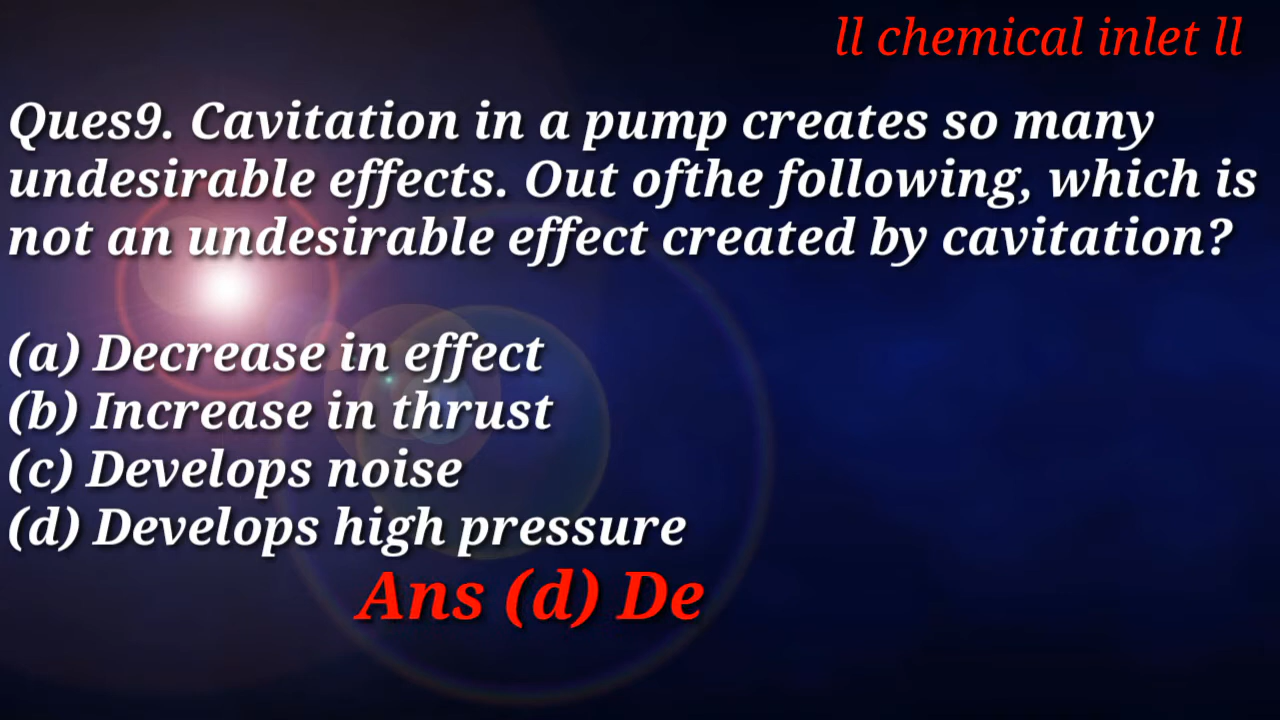 ll chemical inlet ll
Ques9. Cavitation in a pump creates so many
undesirable effects. Out ofthe following, which is
not an undesirable effect created by cavitation?
(a) Decrease in effect
(b) Increase in thrust
(c) Develops noise
(d) Develops high pressure
Ans (d) De